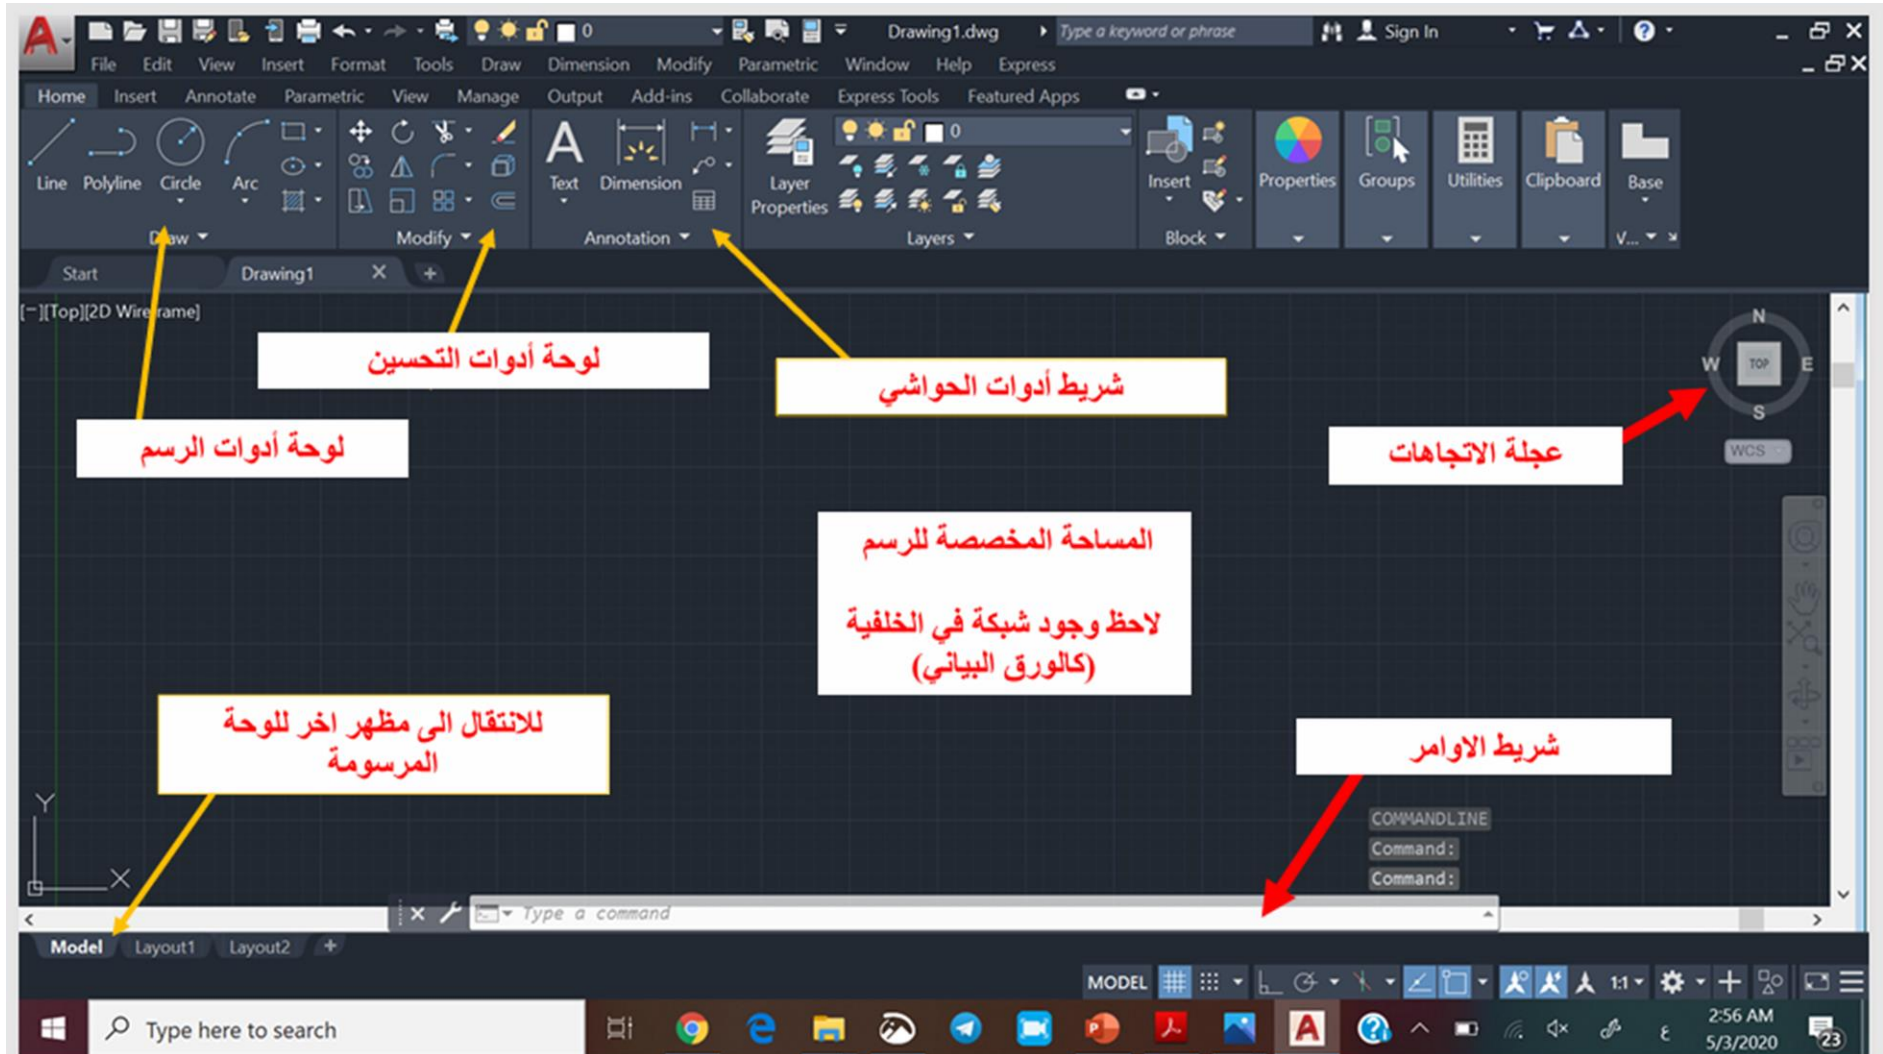 0
Drawing1.dwg
Type a keyword or phrase
Sign In
File Edit View Insert Format Tools Draw Dimension Modify Parametric Window Help Express
Home Insert Annotate Parametric View Manage Output Add-ins Collaborate Express Tools Featured Apps
0
Line Polyline Circle Arc
Text Dimension
Layer
Properties
Insert
Properties Groups Utilities Clipboard Base
Draw Modify Annotation Layers Block V...
Start Drawing1
[−][Top][2D Wireframe]
لوحة أدوات التحسين
شريط أدوات الحواشي
لوحة أدوات الرسم
N
W TOP E
S
WCS
عجلة الاتجاهات
المساحة المخصصة للرسم
لاحظ وجود شبكة في الخلفية
(كالورق البياني)
للانتقال الى مظهر اخر للوحة
المرسومة
شريط الاوامر
Y
X
COMMANDLINE
Command:
Command:
Type a command
Model Layout1 Layout2
MODEL
1:1
Type here to search
ع
2:56 AM
5/3/2020
23